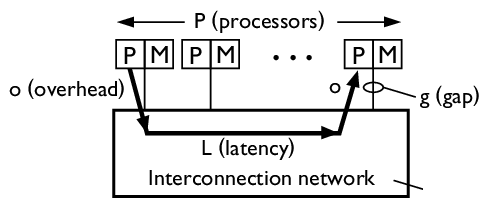 P (processors)
P M P M • • • P M
o (overhead) o
g (gap)
L (latency)
Interconnection network